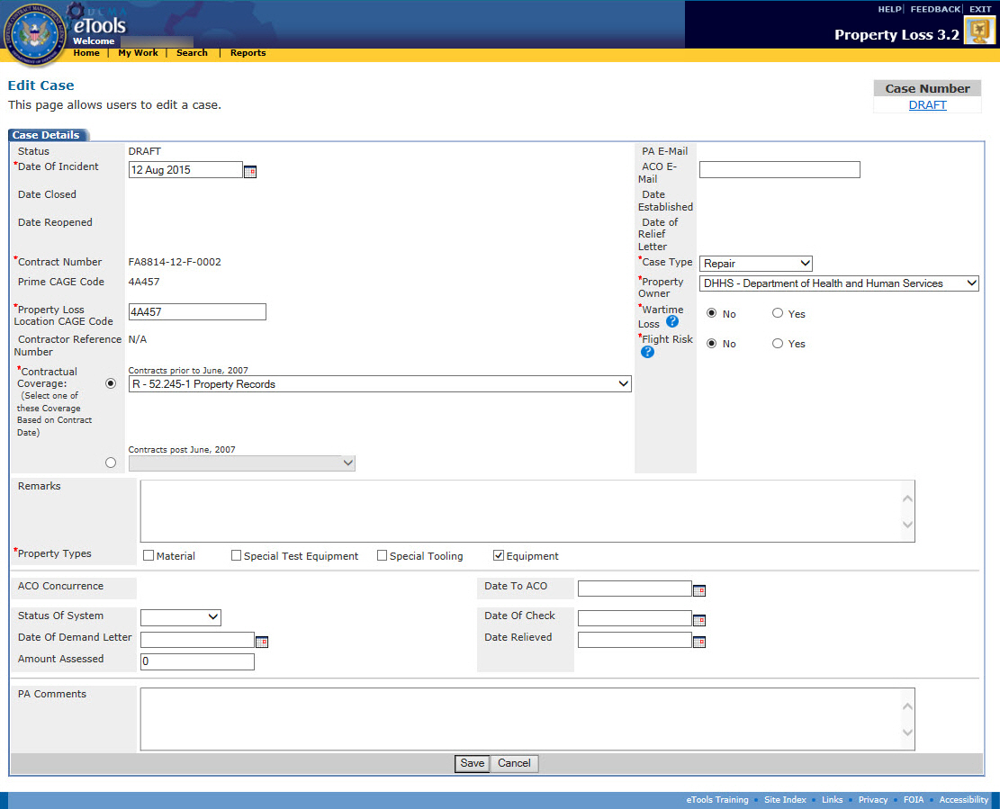 HELP | FEEDBACK | EXIT
DCMA
eTools
Welcome
Property Loss 3.2
Home | My Work | Search | Reports
Edit Case
This page allows users to edit a case.
Case Number
DRAFT
Case Details
Status DRAFT
*Date Of Incident 12 Aug 2015
Date Closed
Date Reopened
*Contract Number FA8814-12-F-0002
Prime CAGE Code 4A457
*Property Loss
Location CAGE Code 4A457
Contractor Reference
Number N/A
*Contractual
Coverage:
(Select one of
these Coverage
Based on Contract
Date)
Contracts prior to June, 2007
R - 52.245-1 Property Records
Contracts post June, 2007
PA E-Mail
ACO E-
Mail
Date
Established
Date of
Relief
Letter
*Case Type Repair
*Property
Owner DHHS - Department of Health and Human Services
*Wartime
Loss ? No Yes
*Flight Risk
? No Yes
Remarks
*Property Types Material Special Test Equipment Special Tooling Equipment
ACO Concurrence Date To ACO
Status Of System Date Of Check
Date Of Demand Letter Date Relieved
Amount Assessed 0
PA Comments
Save Cancel
eTools Training • Site Index • Links • Privacy • FOIA • Accessibility